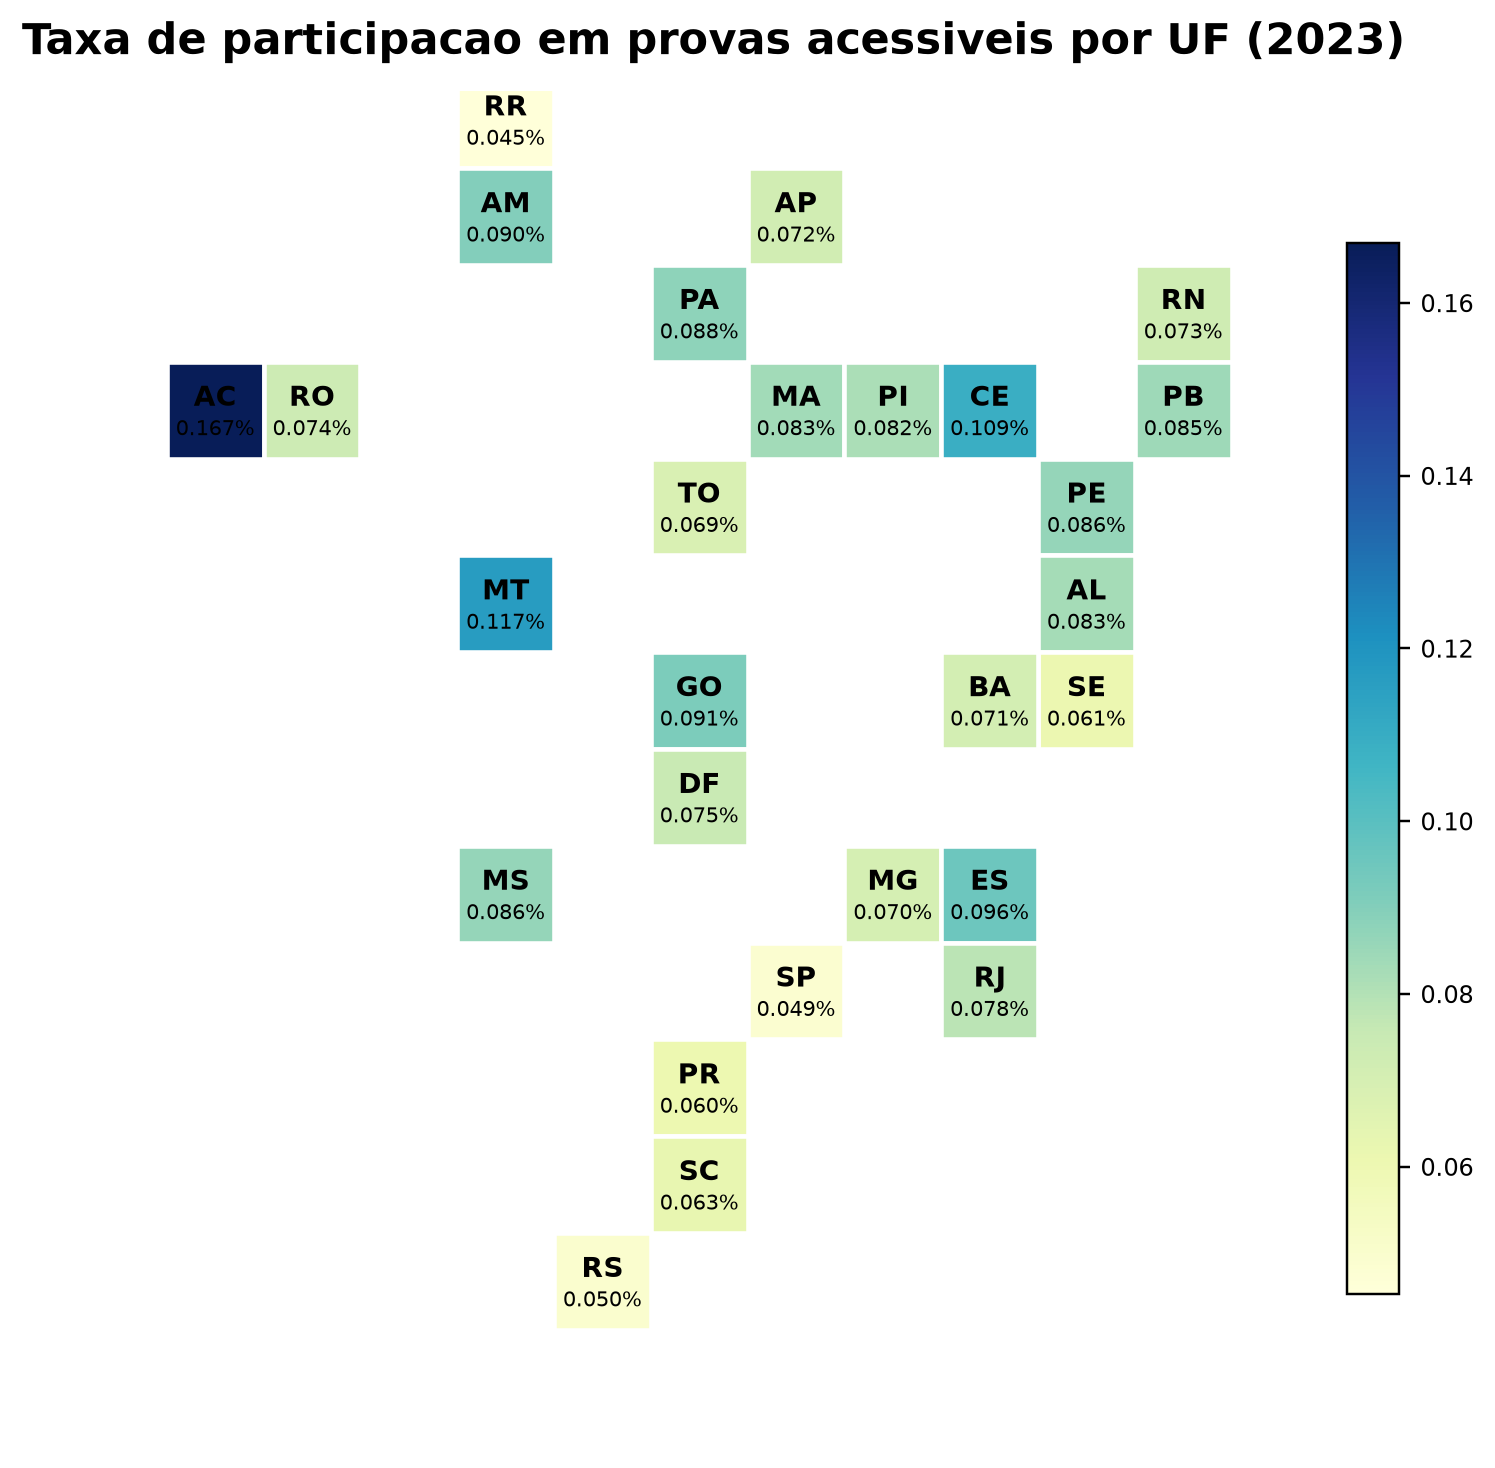 Taxa de participacao em provas acessiveis por UF (2023)
RR
0.045%
AM
0.090%
AP
0.072%
PA
0.088%
RN
0.073%
AC
0.167%
RO
0.074%
MA
0.083%
PI
0.082%
CE
0.109%
PB
0.085%
TO
0.069%
PE
0.086%
MT
0.117%
AL
0.083%
GO
0.091%
BA
0.071%
SE
0.061%
DF
0.075%
MS
0.086%
MG
0.070%
ES
0.096%
SP
0.049%
RJ
0.078%
PR
0.060%
SC
0.063%
RS
0.050%
0.16
0.14
0.12
0.10
0.08
0.06